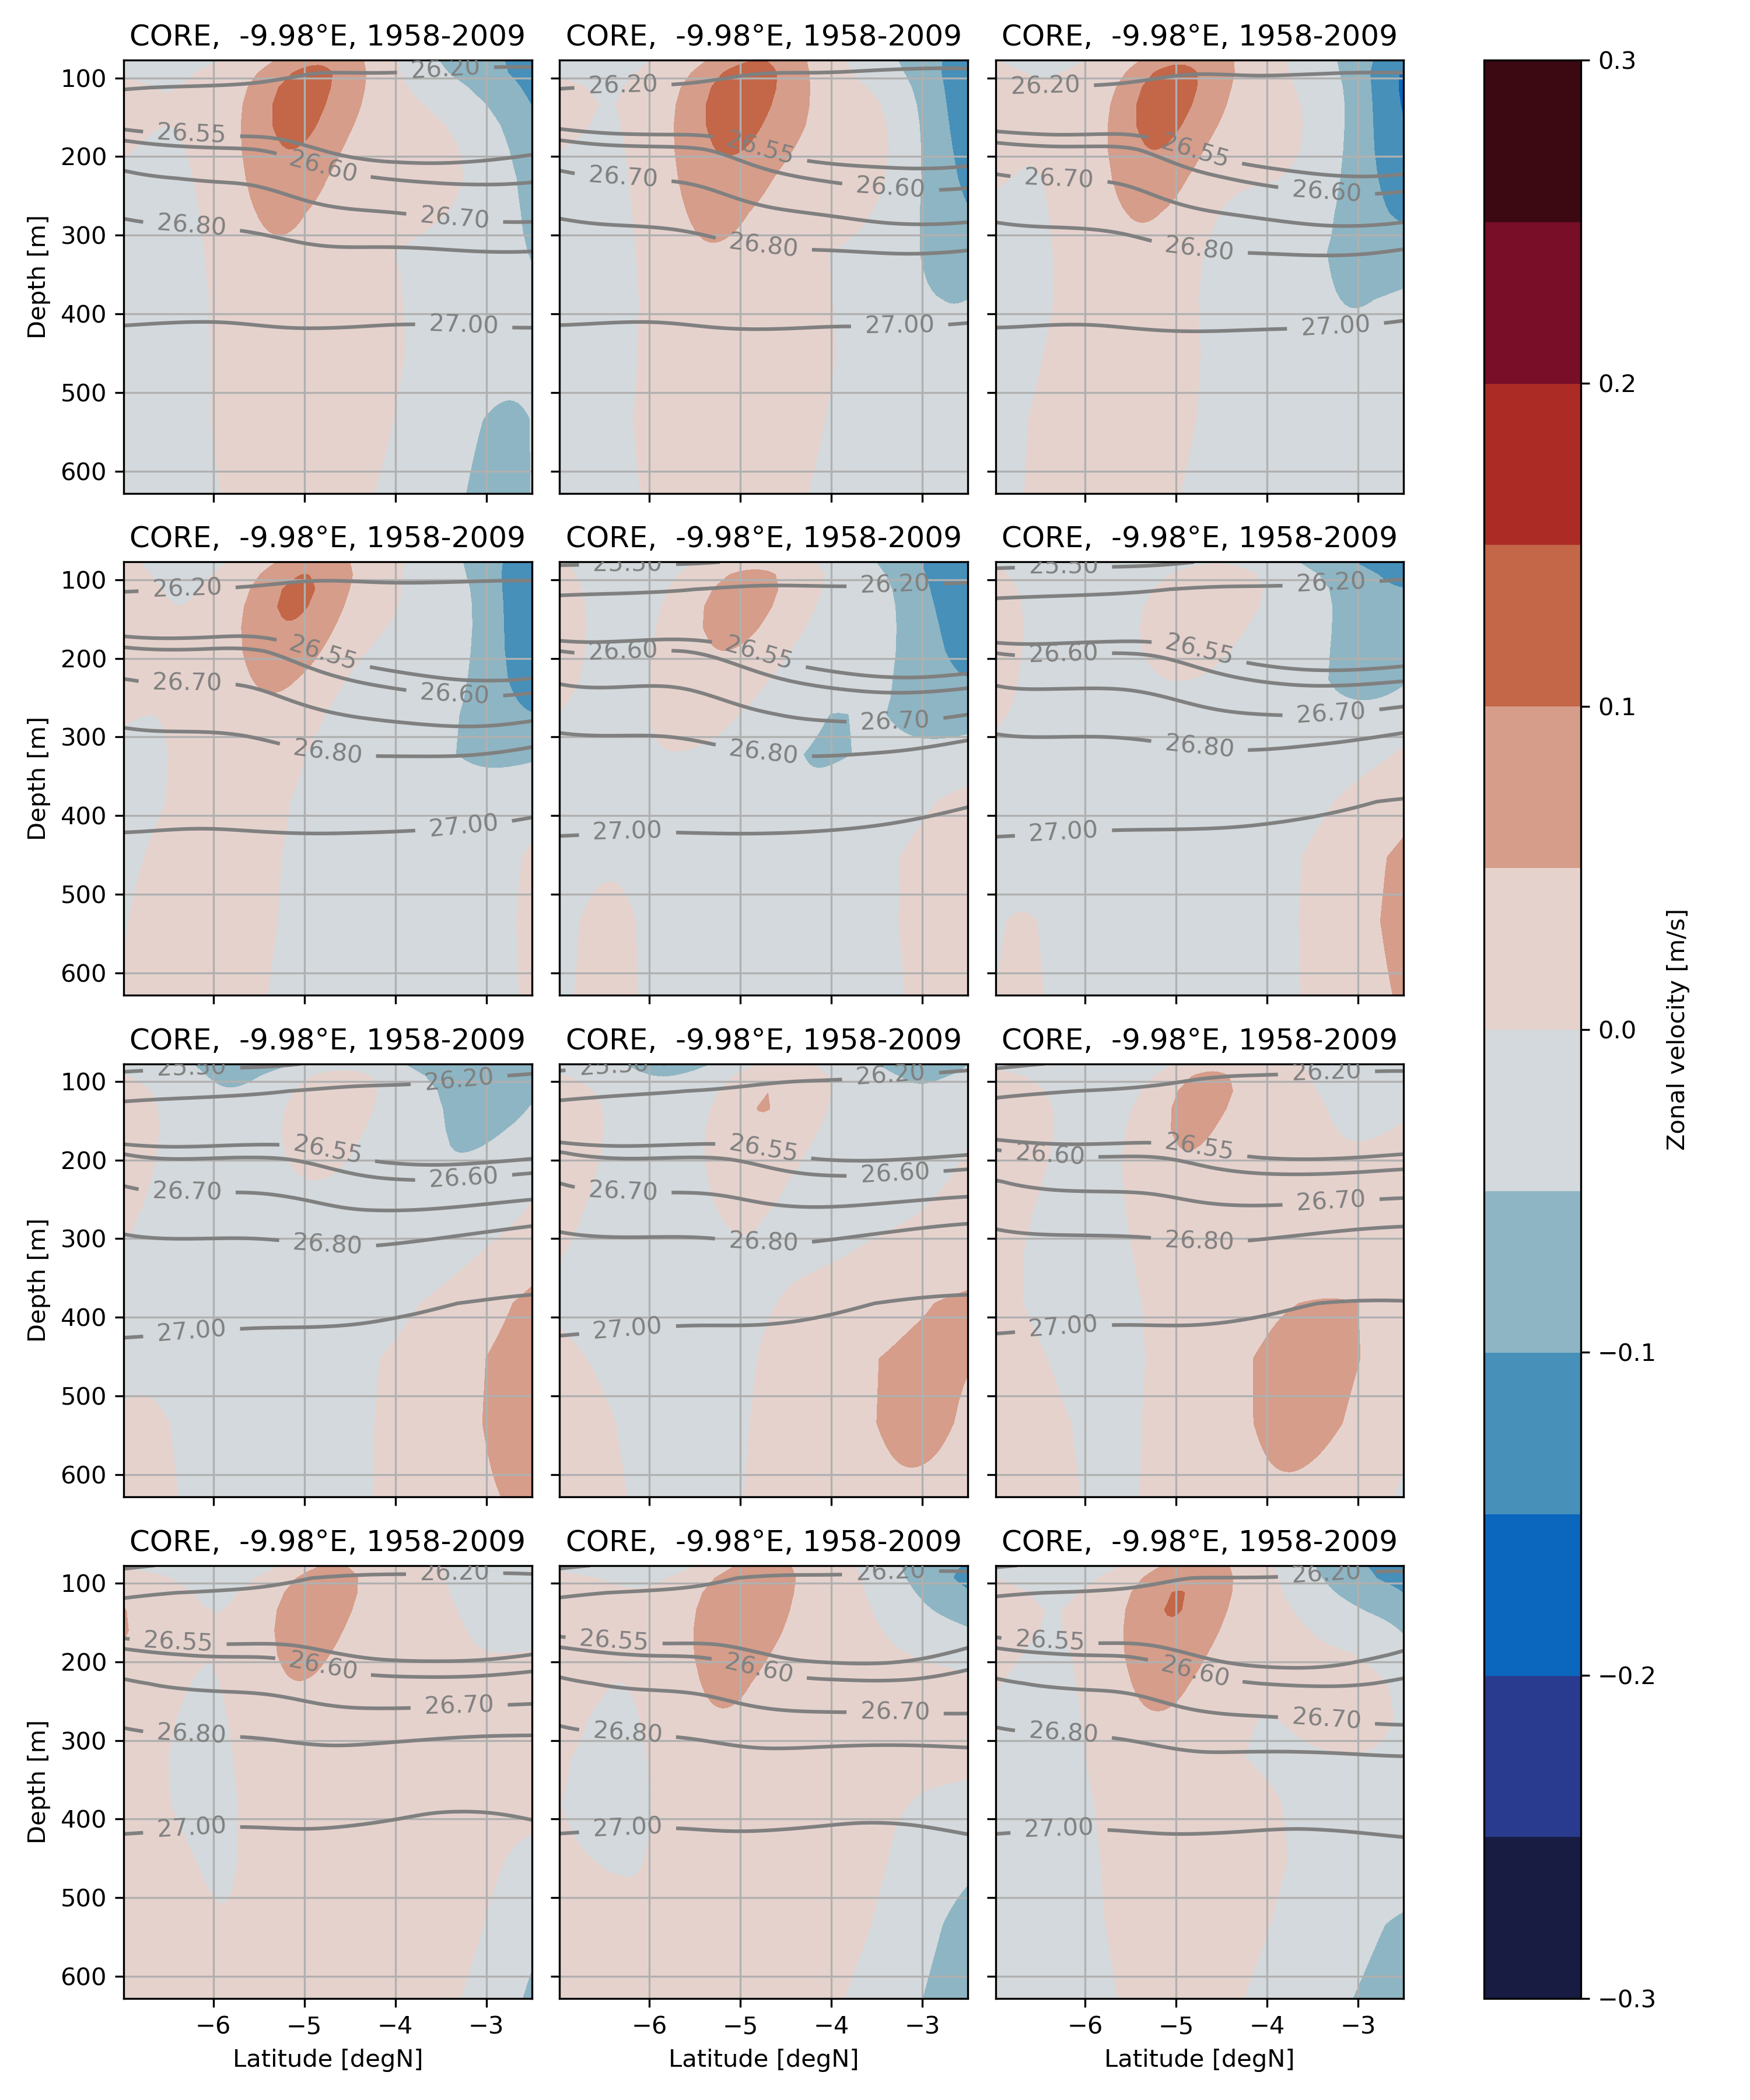 CORE,  -9.98°E, 1958-2009 CORE,  -9.98°E, 1958-2009 CORE,  -9.98°E, 1958-2009
0.3
100 26.20 26.20 26.20
26.55 26.55 26.55
200 26.60 26.70 26.60 26.70 26.60
26.80 26.70
300 26.80 26.80
Depth [m]
400 27.00 27.00 27.00
500
600
0.2
CORE,  -9.98°E, 1958-2009 CORE,  -9.98°E, 1958-2009 CORE,  -9.98°E, 1958-2009
25.50 25.50
100 26.20 26.20 26.20
200 26.55 26.60 26.55 26.60 26.55
26.70 26.60
300 26.80 26.70 26.80 26.70 26.80
0.1
Depth [m]
400 27.00 27.00 27.00
500
600
Zonal velocity [m/s]
0.0
CORE,  -9.98°E, 1958-2009 CORE,  -9.98°E, 1958-2009 CORE,  -9.98°E, 1958-2009
25.50 25.50
100 26.20 26.20 26.20
200 26.55 26.55 26.60 26.55
26.70 26.60 26.70 26.60 26.70
300 26.80 26.80 26.80
Depth [m]
400 27.00 27.00 27.00
−0.1
500
600
CORE,  -9.98°E, 1958-2009 CORE,  -9.98°E, 1958-2009 CORE,  -9.98°E, 1958-2009
100 26.20 26.20 26.20
26.55 26.55 26.55
200 26.60 26.60 26.60
−0.2
26.70 26.70 26.70
300 26.80 26.80 26.80
Depth [m]
400 27.00 27.00 27.00
500
600
−0.3
−6 −5 −4 −3 −6 −5 −4 −3 −6 −5 −4 −3
Latitude [degN] Latitude [degN] Latitude [degN]